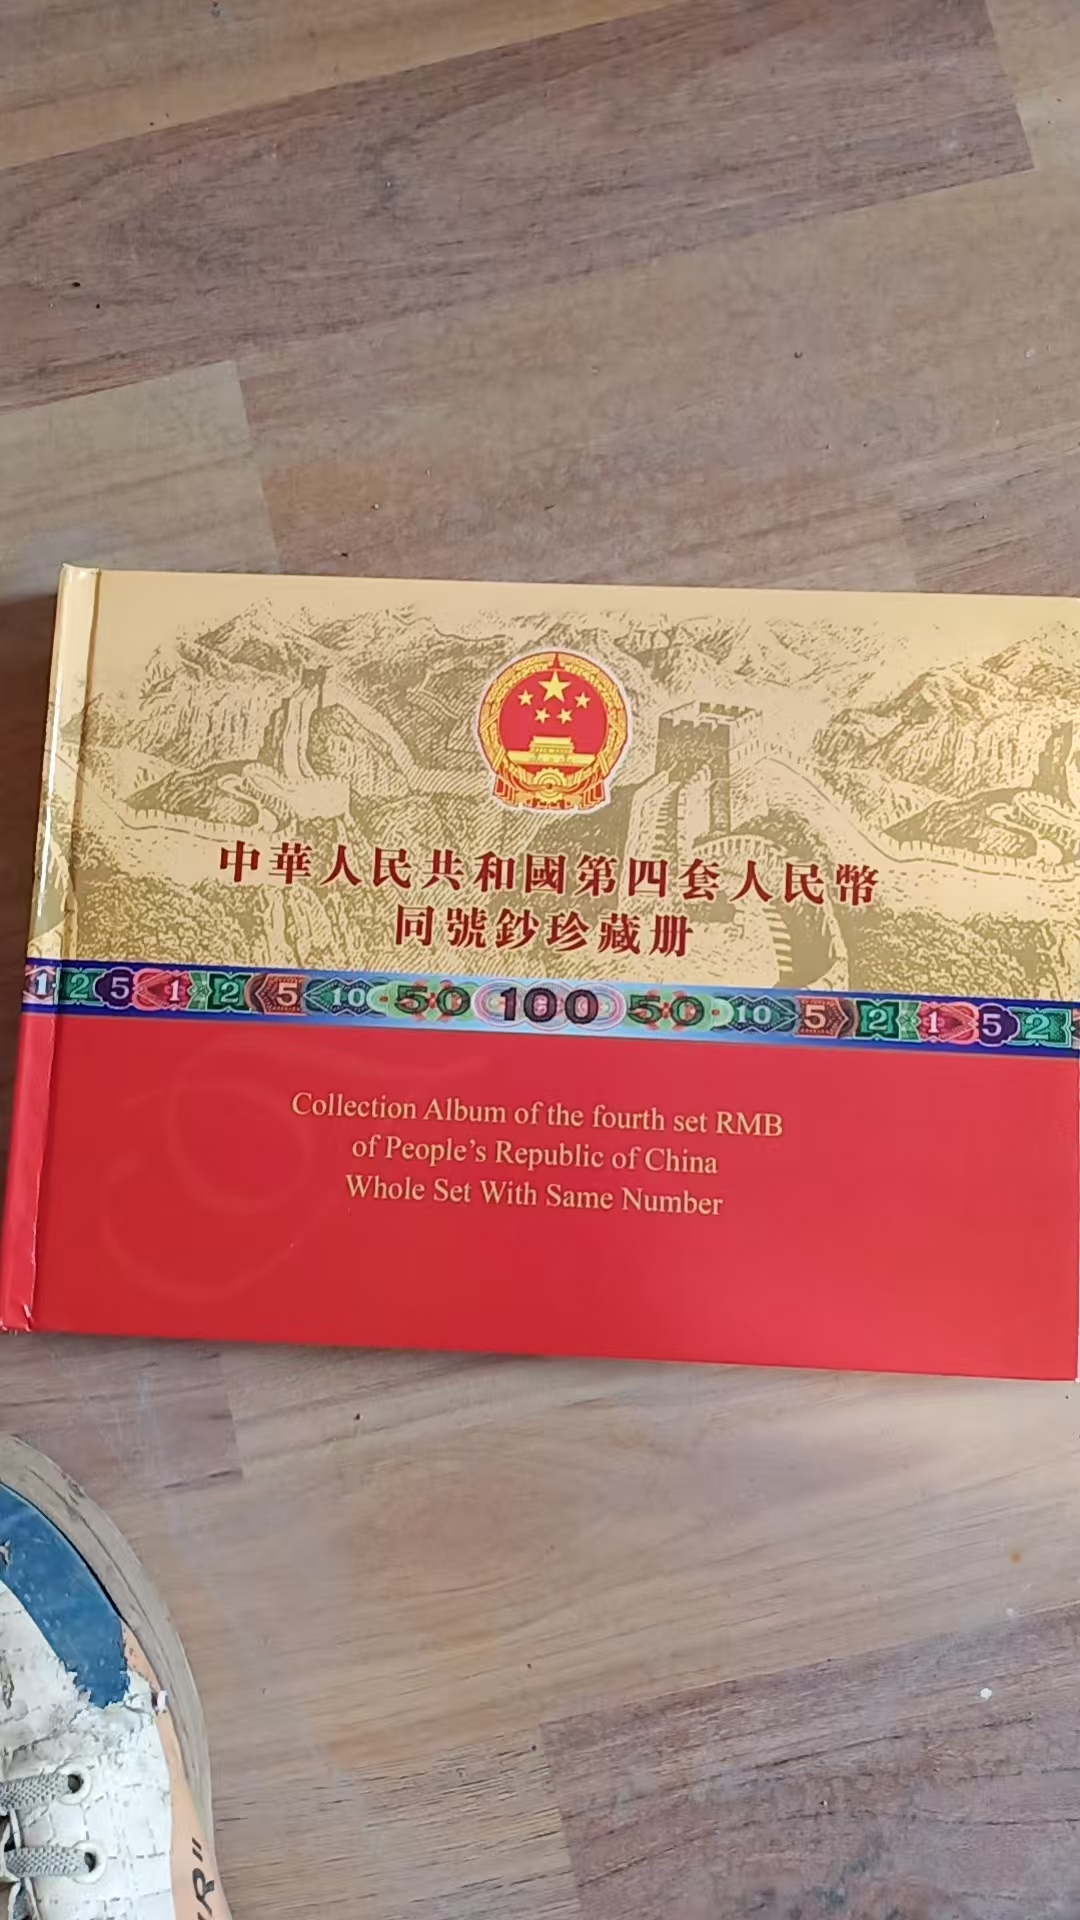 中華人民共和國第四套人民幣
同號鈔珍藏册
1 2 5 1 2 5 10 50 100 50 10 5 2 1 5 2
Collection Album of the fourth set RMB
of People's Republic of China
Whole Set With Same Number